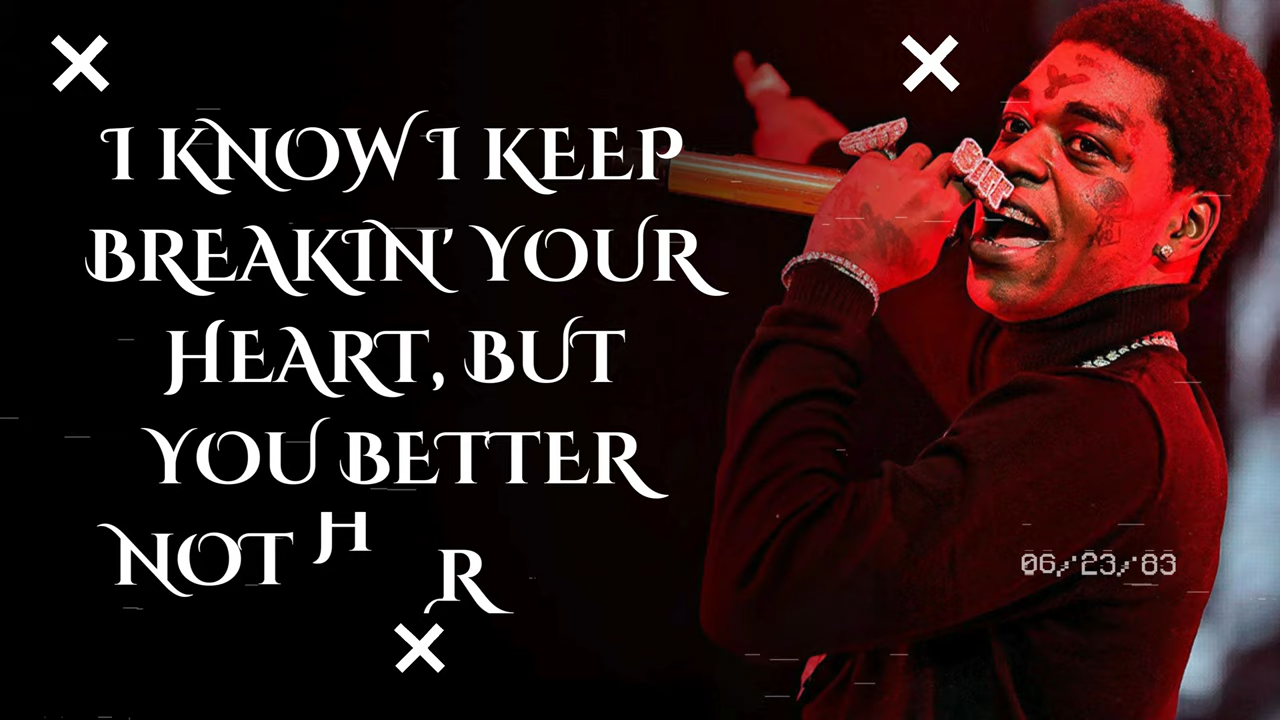 I KNOW I KEEP
BREAKIN' YOUR
HEART, BUT
YOU BETTER
NOT H R
06/23/83